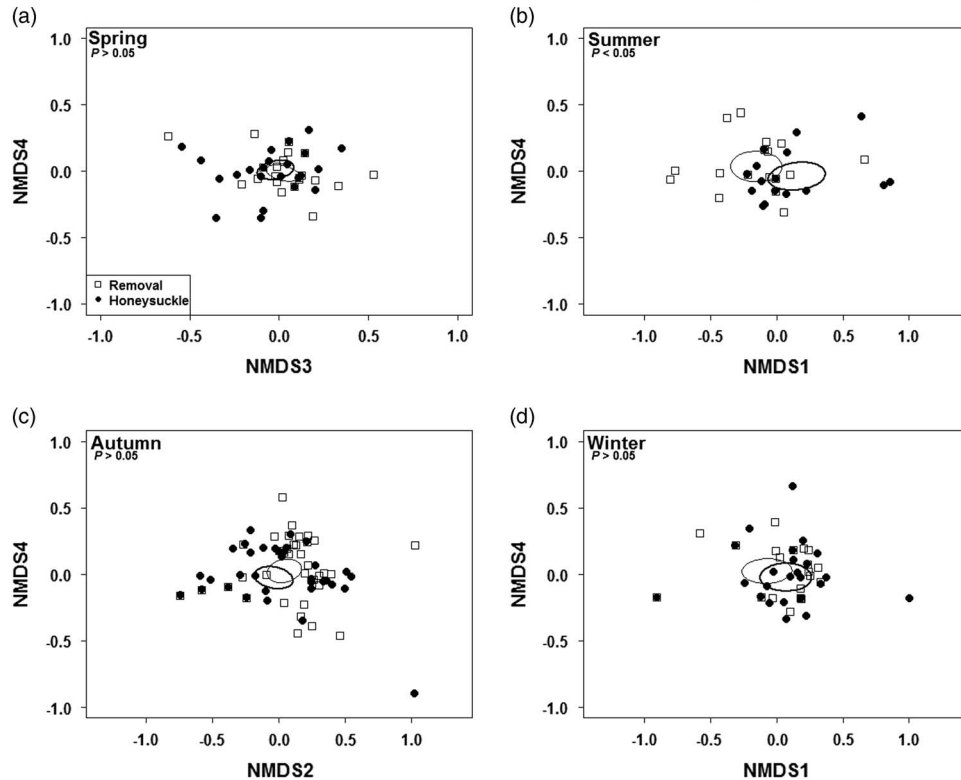 (a)
Spring
P > 0.05
1.0
0.5
0.0
-0.5
-1.0
NMDS4
Removal
Honeysuckle
-1.0 -0.5 0.0 0.5 1.0
NMDS3
(b)
Summer
P < 0.05
1.0
0.5
0.0
-0.5
-1.0
NMDS4
-1.0 -0.5 0.0 0.5 1.0
NMDS1
(c)
Autumn
P > 0.05
1.0
0.5
0.0
-0.5
-1.0
NMDS4
-1.0 -0.5 0.0 0.5 1.0
NMDS2
(d)
Winter
P > 0.05
1.0
0.5
0.0
-0.5
-1.0
NMDS4
-1.0 -0.5 0.0 0.5 1.0
NMDS1